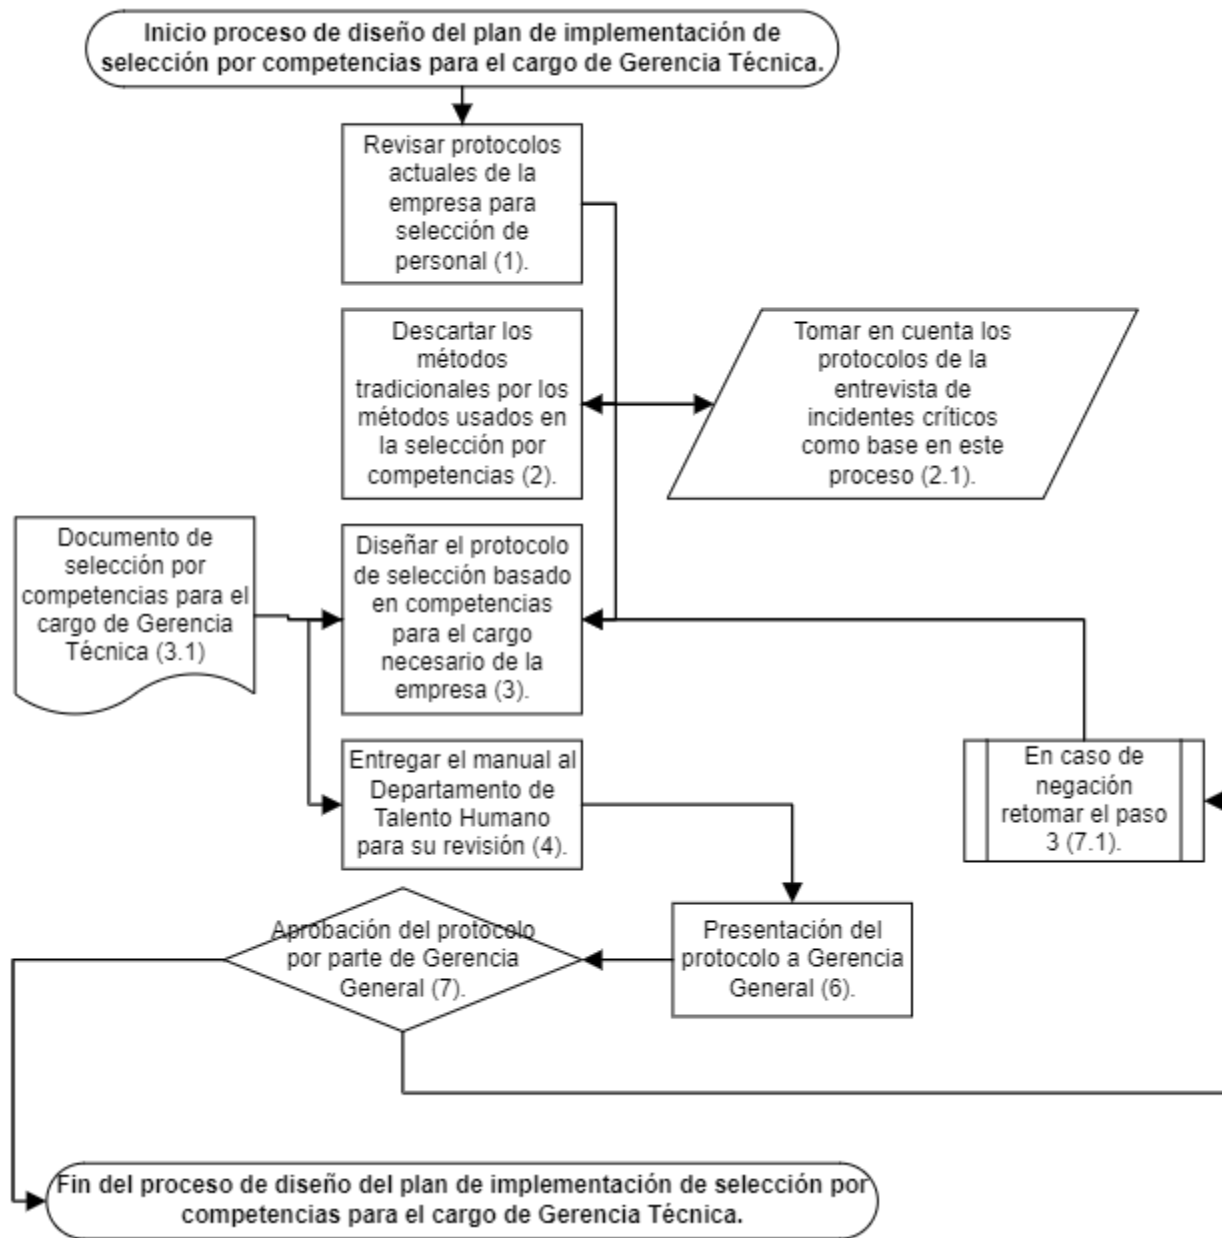 Inicio proceso de diseño del plan de implementación de
selección por competencias para el cargo de Gerencia Técnica.
Revisar protocolos
actuales de la
empresa para
selección de
personal (1).
Descartar los
métodos
tradicionales por los
métodos usados en
la selección por
competencias (2).
Tomar en cuenta los
protocolos de la
entrevista de
incidentes críticos
como base en este
proceso (2.1).
Documento de
selección por
competencias para el
cargo de Gerencia
Técnica (3.1)
Diseñar el protocolo
de selección basado
en competencias
para el cargo
necesario de la
empresa (3).
Entregar el manual al
Departamento de
Talento Humano
para su revisión (4).
En caso de
negación
retomar el paso
3 (7.1).
Aprobación del protocolo
por parte de Gerencia
General (7).
Presentación del
protocolo a Gerencia
General (6).
Fin del proceso de diseño del plan de implementación de selección por
competencias para el cargo de Gerencia Técnica.